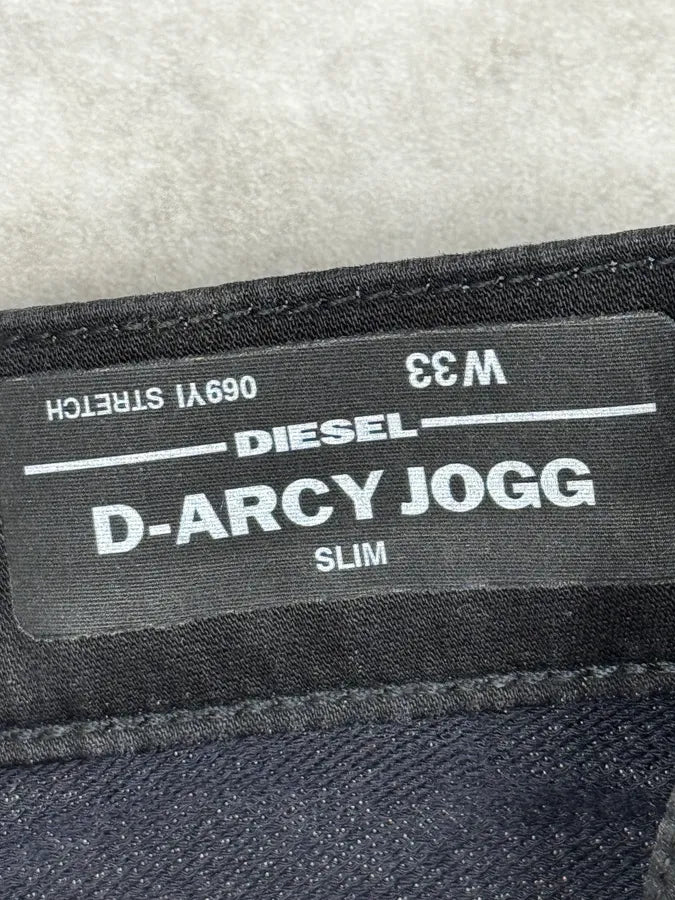 069YI STRETCH W33
DIESEL
D-ARCY JOGG
SLIM